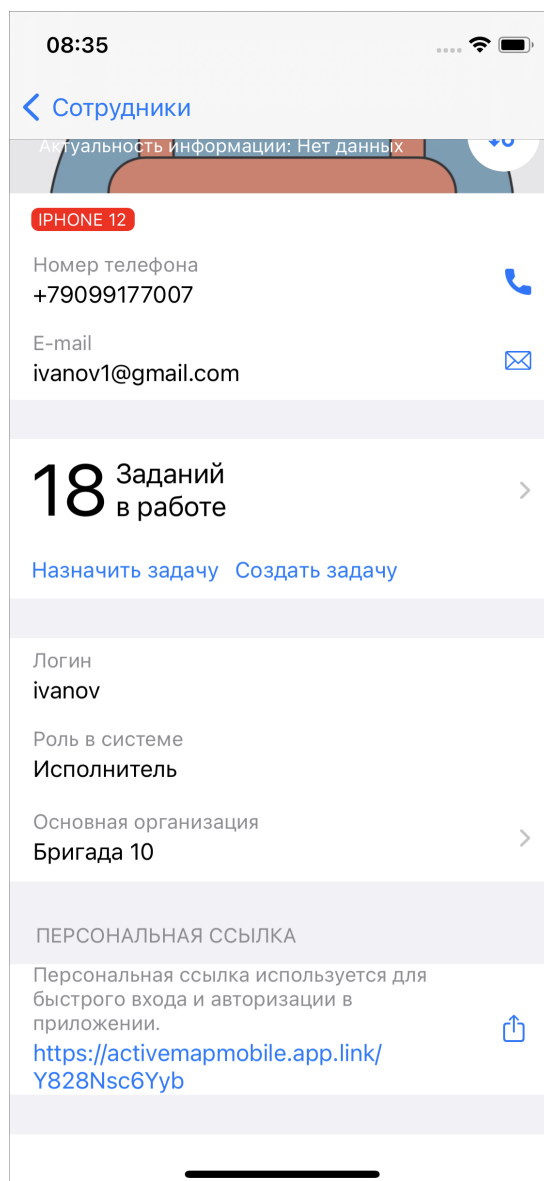 08:35
Сотрудники
Актуальность информации: Нет данных
IPHONE 12
Номер телефона
+79099177007
E-mail
ivanov1@gmail.com
18 Заданий
в работе
Назначить задачу Создать задачу
Логин
ivanov
Роль в системе
Исполнитель
Основная организация
Бригада 10
ПЕРСОНАЛЬНАЯ ССЫЛКА
Персональная ссылка используется для
быстрого входа и авторизации в
приложении.
https://activemapmobile.app.link/
Y828Nsc6Yyb